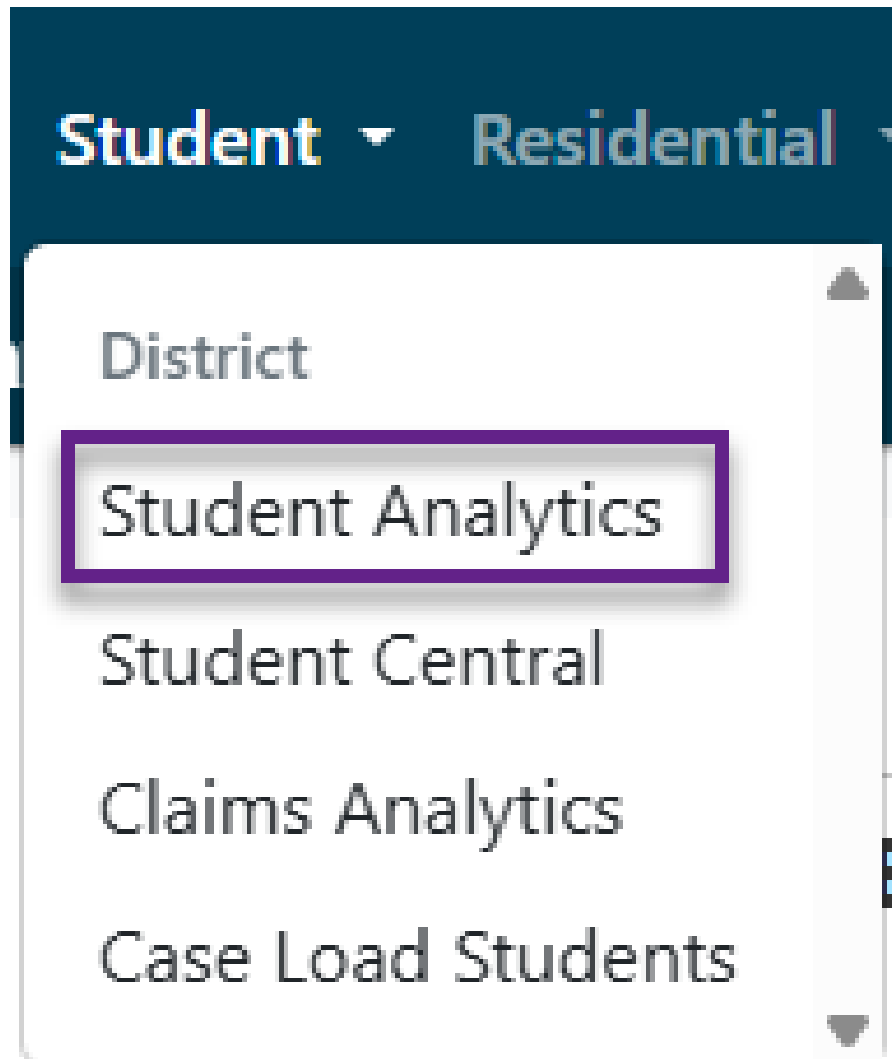 Student Residential
District
Student Analytics
Student Central
Claims Analytics
Case Load Students